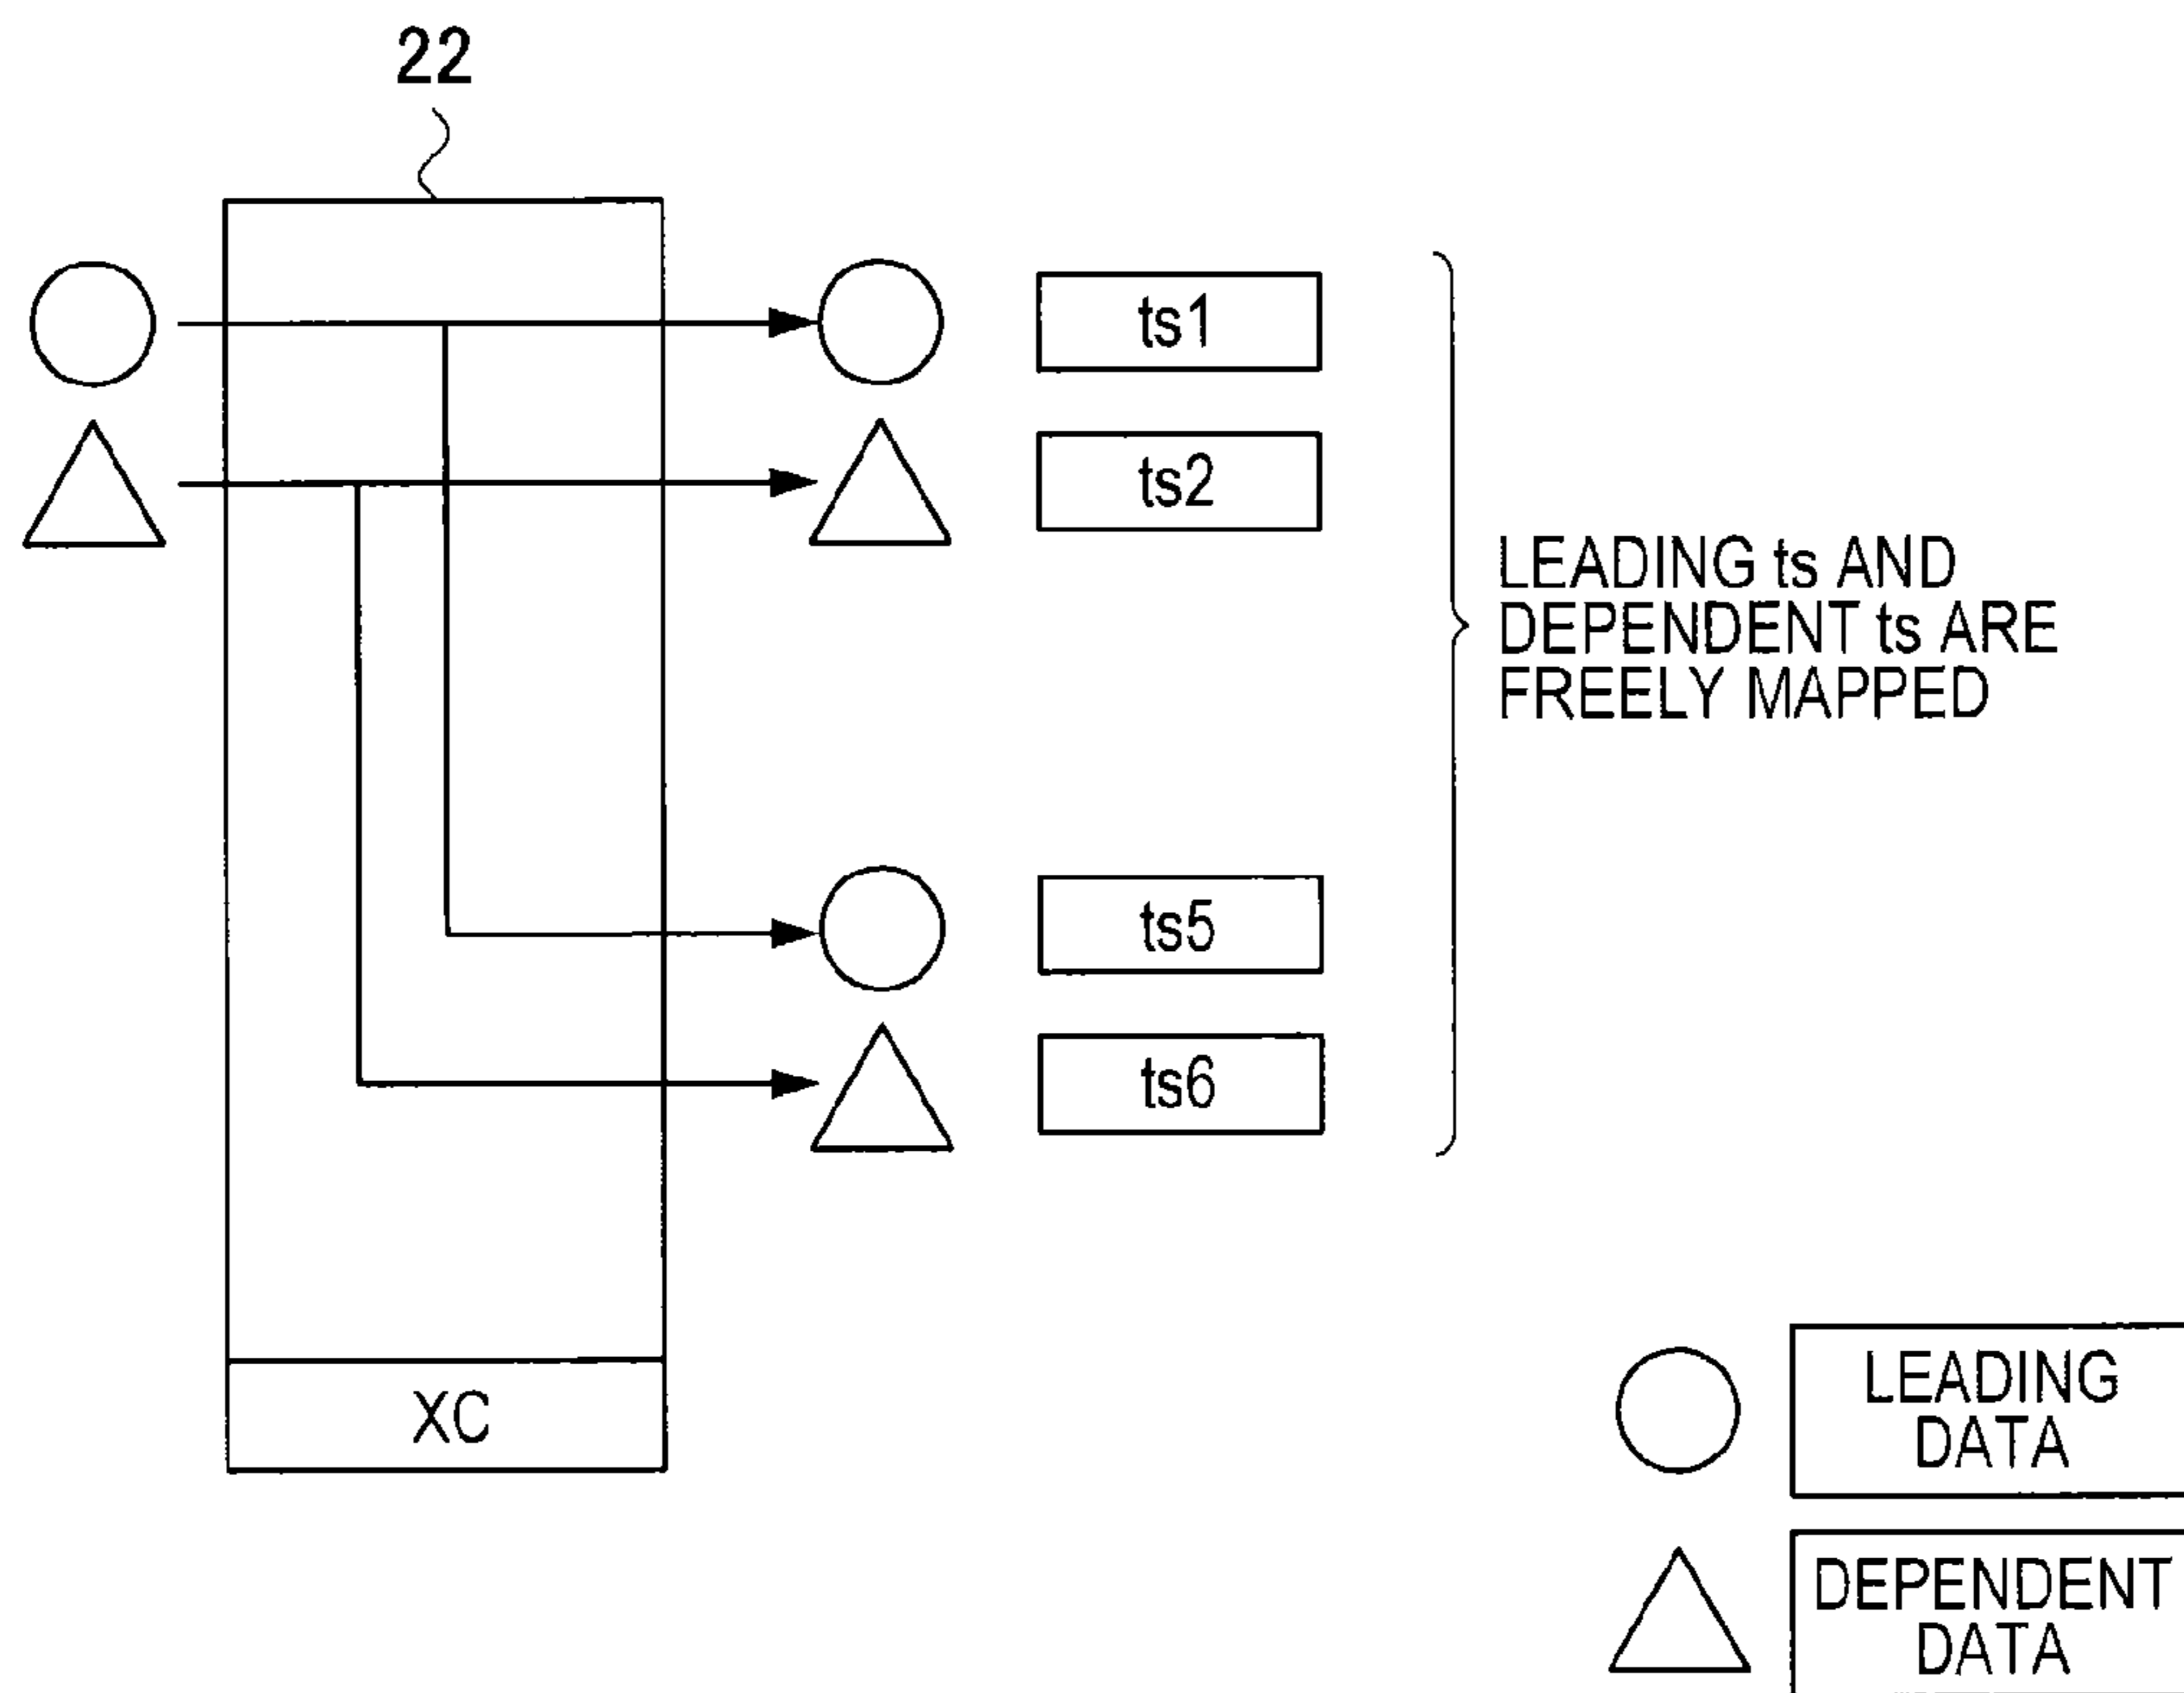 22
ts1
ts2
LEADING ts AND
DEPENDENT ts ARE
FREELY MAPPED
ts5
ts6
XC
LEADING
DATA
DEPENDENT
DATA